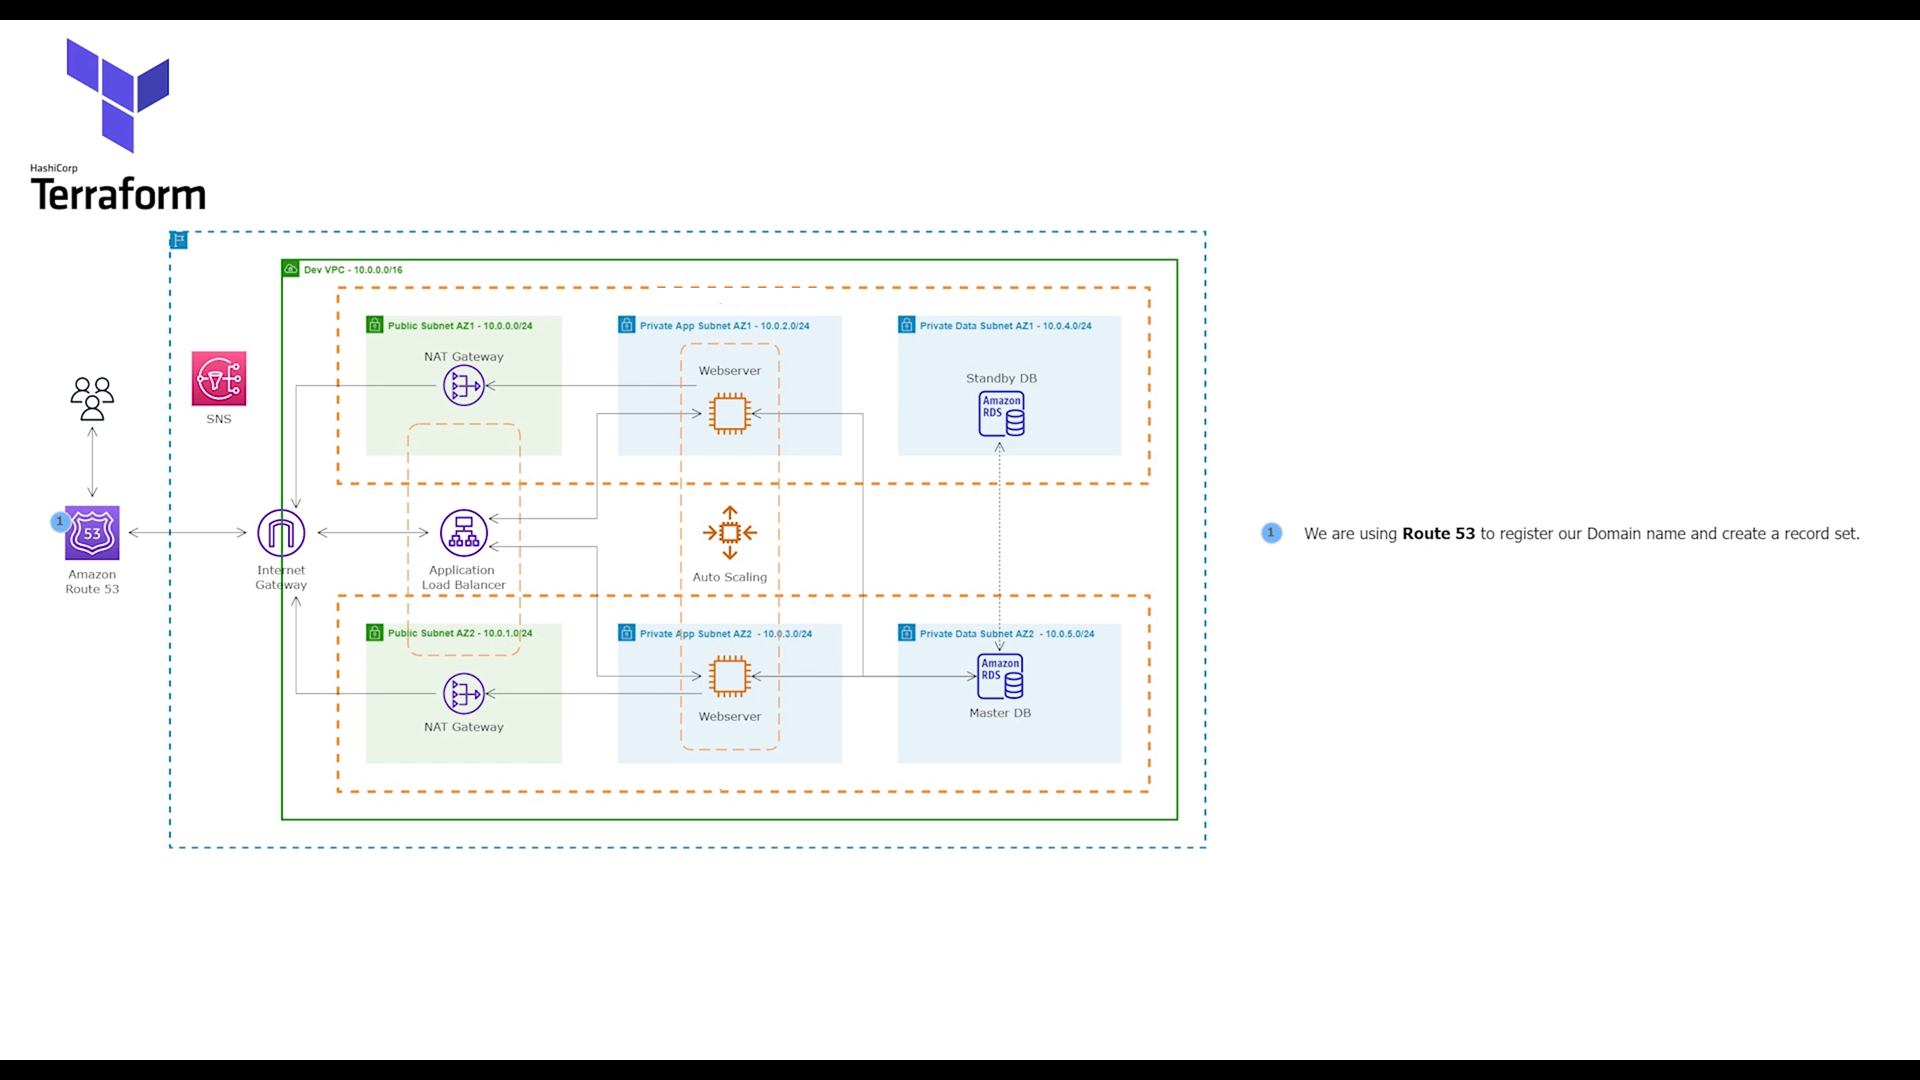 HashiCorp
Terraform
Dev VPC - 10.0.0.0/16
Public Subnet AZ1 - 10.0.0.0/24
Private App Subnet AZ1 - 10.0.2.0/24
Private Data Subnet AZ1 - 10.0.4.0/24
NAT Gateway
Webserver
Standby DB
Amazon
RDS
SNS
1
53
Amazon
Route 53
Internet
Gateway
Application
Load Balancer
Auto Scaling
1 We are using Route 53 to register our Domain name and create a record set.
Public Subnet AZ2 - 10.0.1.0/24
Private App Subnet AZ2 - 10.0.3.0/24
Private Data Subnet AZ2 - 10.0.5.0/24
Amazon
RDS
NAT Gateway
Webserver
Master DB